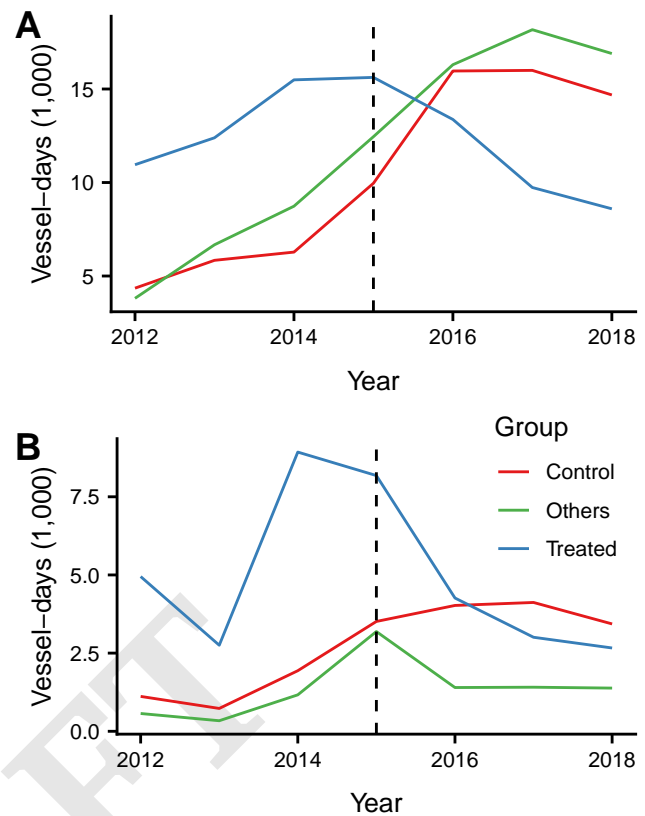 A
Vessel−days (1,000)
15
10
5
2012 2014 2016 2018
Year
B
Group
Control
Others
Treated
Vessel−days (1,000)
7.5
5.0
2.5
0.0
2012 2014 2016 2018
Year
FT